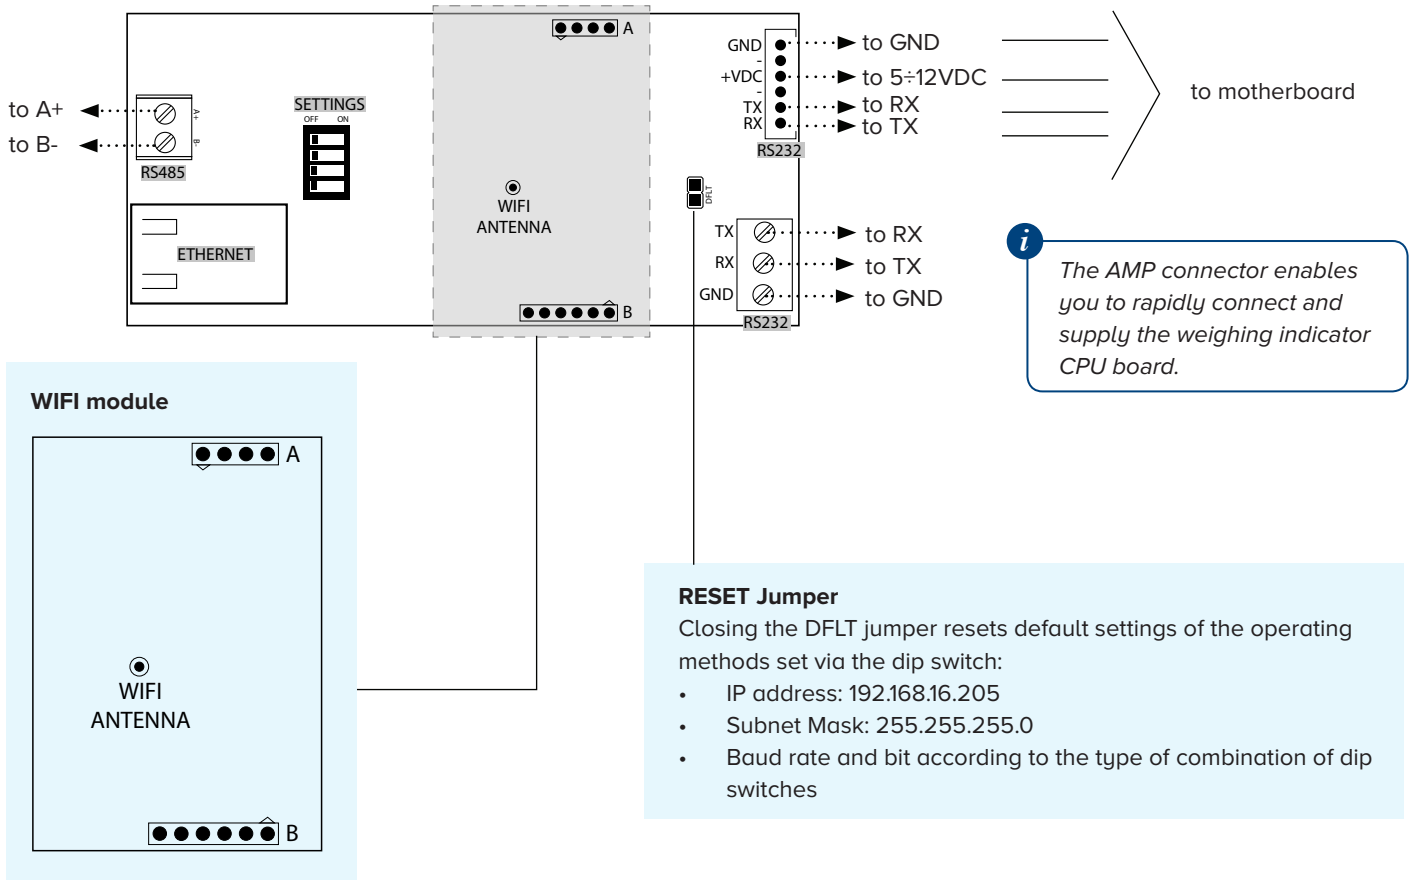 A
GND
to GND
-
+VDC
to 5÷12VDC
-
TX
to RX
RX
to TX
RS232
to motherboard
to A+
A+
to B-
B-
RS485
SETTINGS
OFF ON
WIFI
ANTENNA
DFLT
ETHERNET
TX
to RX
RX
to TX
GND
to GND
RS232
B
i
The AMP connector enables
you to rapidly connect and
supply the weighing indicator
CPU board.
WIFI module
A
WIFI
ANTENNA
B
RESET Jumper
Closing the DFLT jumper resets default settings of the operating
methods set via the dip switch:
• IP address: 192.168.16.205
• Subnet Mask: 255.255.255.0
• Baud rate and bit according to the type of combination of dip
switches